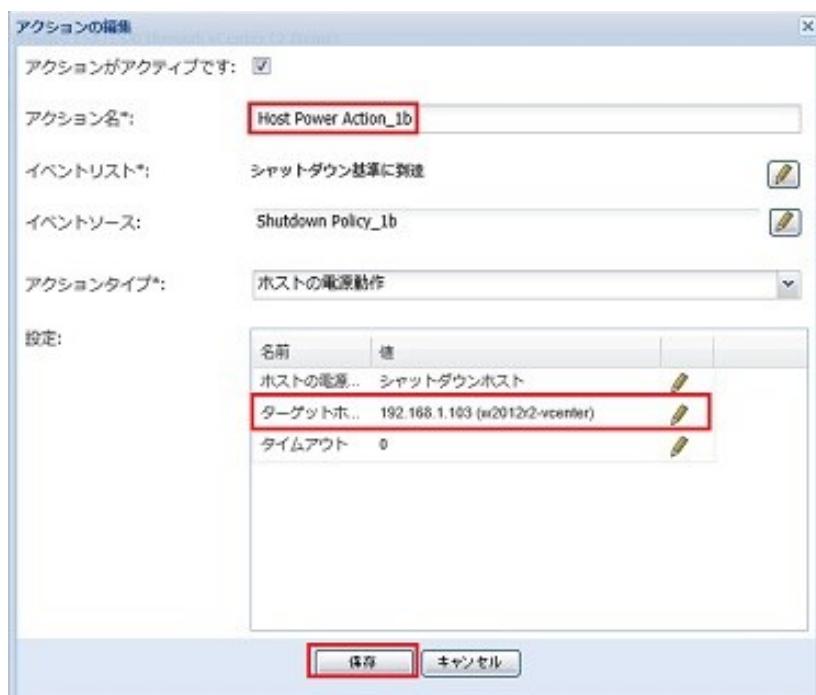 アクションの編集
アクションがアクティブです:
アクション名*: Host Power Action_1b
イベントリスト*: シャットダウン基準に到達
イベントソース: Shutdown Policy_1b
アクションタイプ*: ホストの電源動作
設定:
名前 値
ホストの電源... シャットダウンホスト
ターゲットホ... 192.168.1.103 (w2012r2-vcenter)
タイムアウト 0
保存 キャンセル